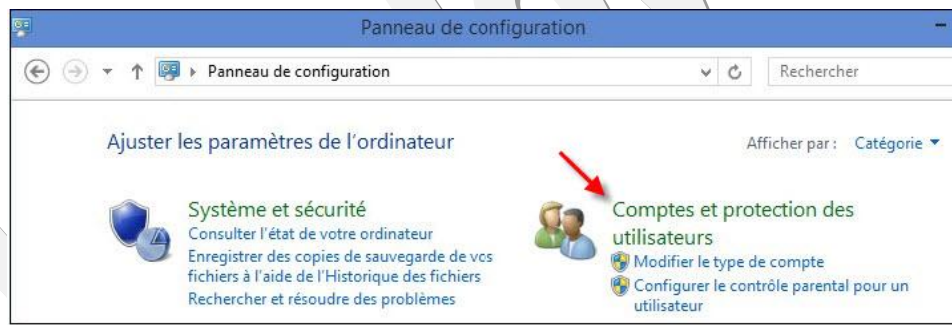 Panneau de configuration
Panneau de configuration
Rechercher
Ajuster les paramètres de l'ordinateur
Afficher par : Catégorie
Système et sécurité
Consulter l'état de votre ordinateur
Enregistrer des copies de sauvegarde de vos
fichiers à l'aide de l'Historique des fichiers
Rechercher et résoudre des problèmes
Comptes et protection des
utilisateurs
Modifier le type de compte
Configurer le contrôle parental pour un
utilisateur